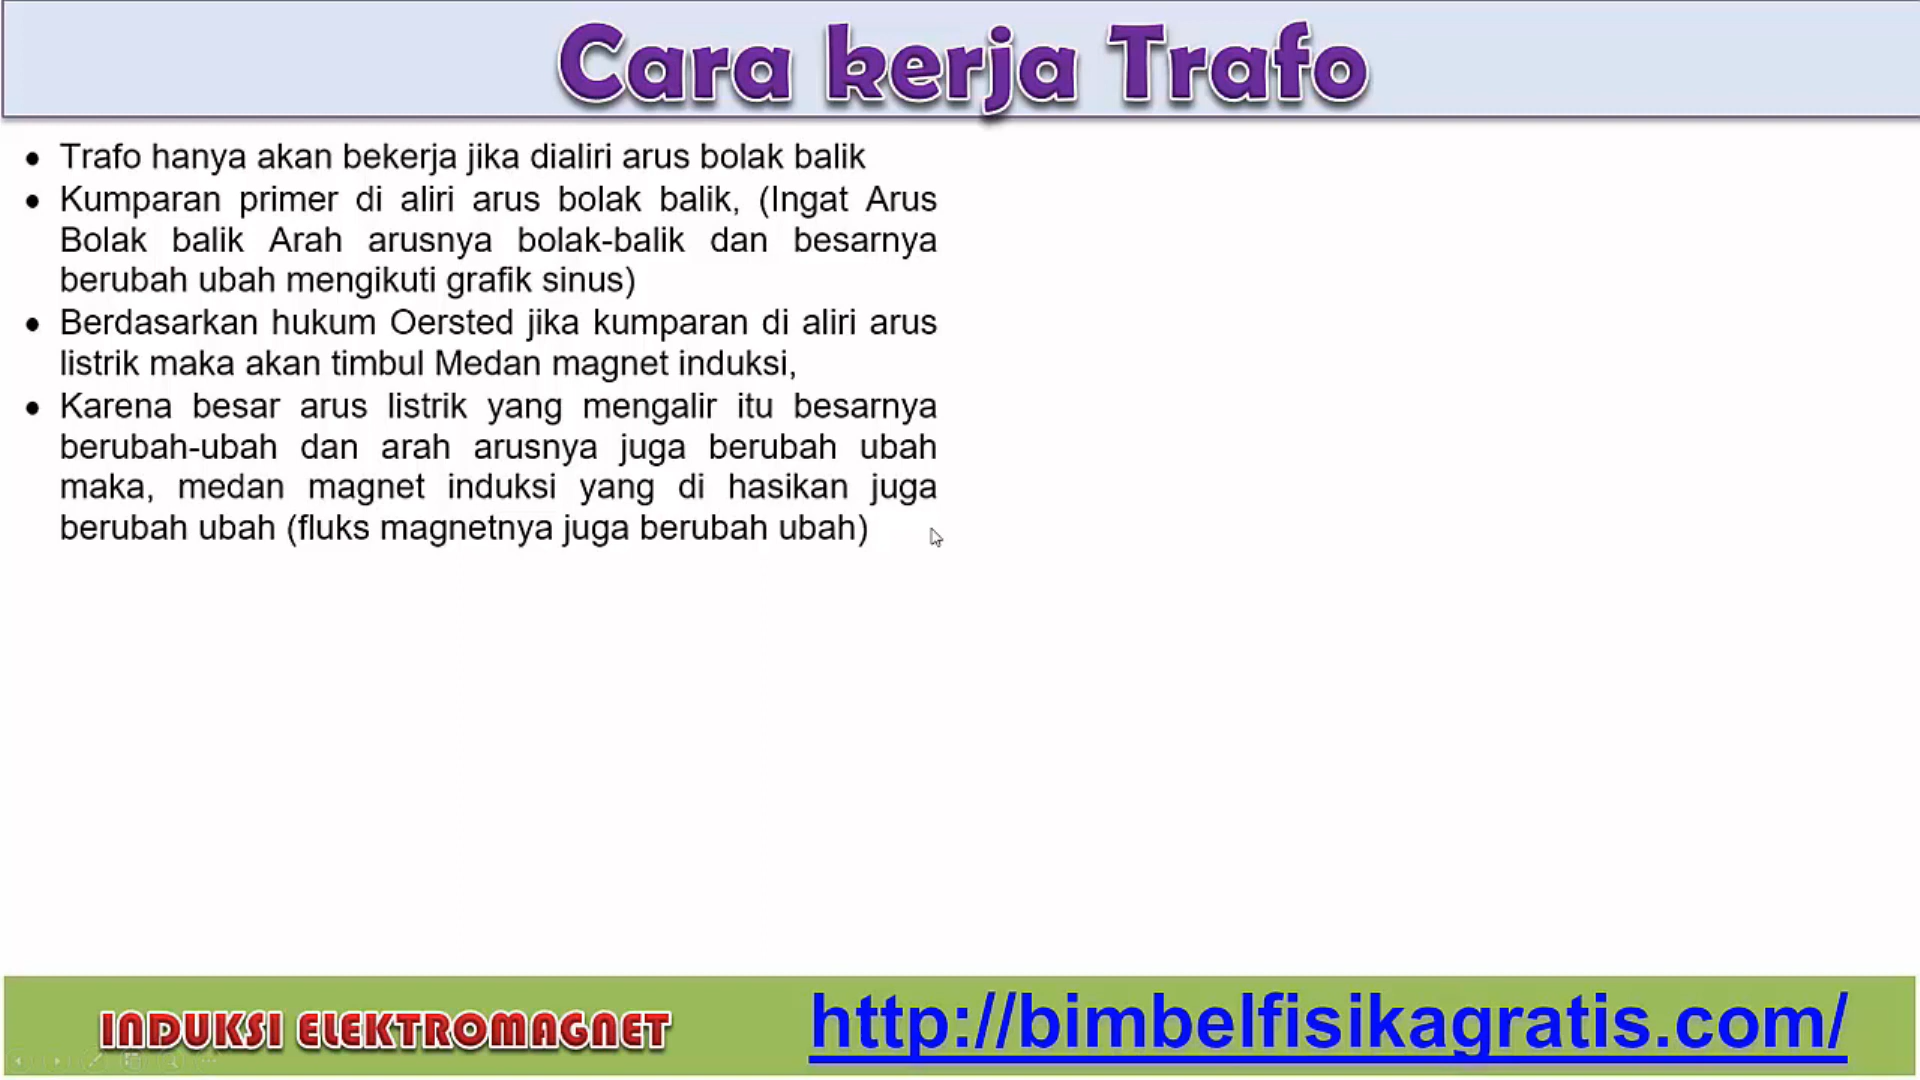 Cara kerja Trafo
• Trafo hanya akan bekerja jika dialiri arus bolak balik
• Kumparan primer di aliri arus bolak balik, (Ingat Arus
Bolak balik Arah arusnya bolak-balik dan besarnya
berubah ubah mengikuti grafik sinus)
• Berdasarkan hukum Oersted jika kumparan di aliri arus
listrik maka akan timbul Medan magnet induksi,
• Karena besar arus listrik yang mengalir itu besarnya
berubah-ubah dan arah arusnya juga berubah ubah
maka, medan magnet induksi yang di hasikan juga
berubah ubah (fluks magnetnya juga berubah ubah)
INDUKSI ELEKTROMAGNET
http://bimbelfisikagratis.com/